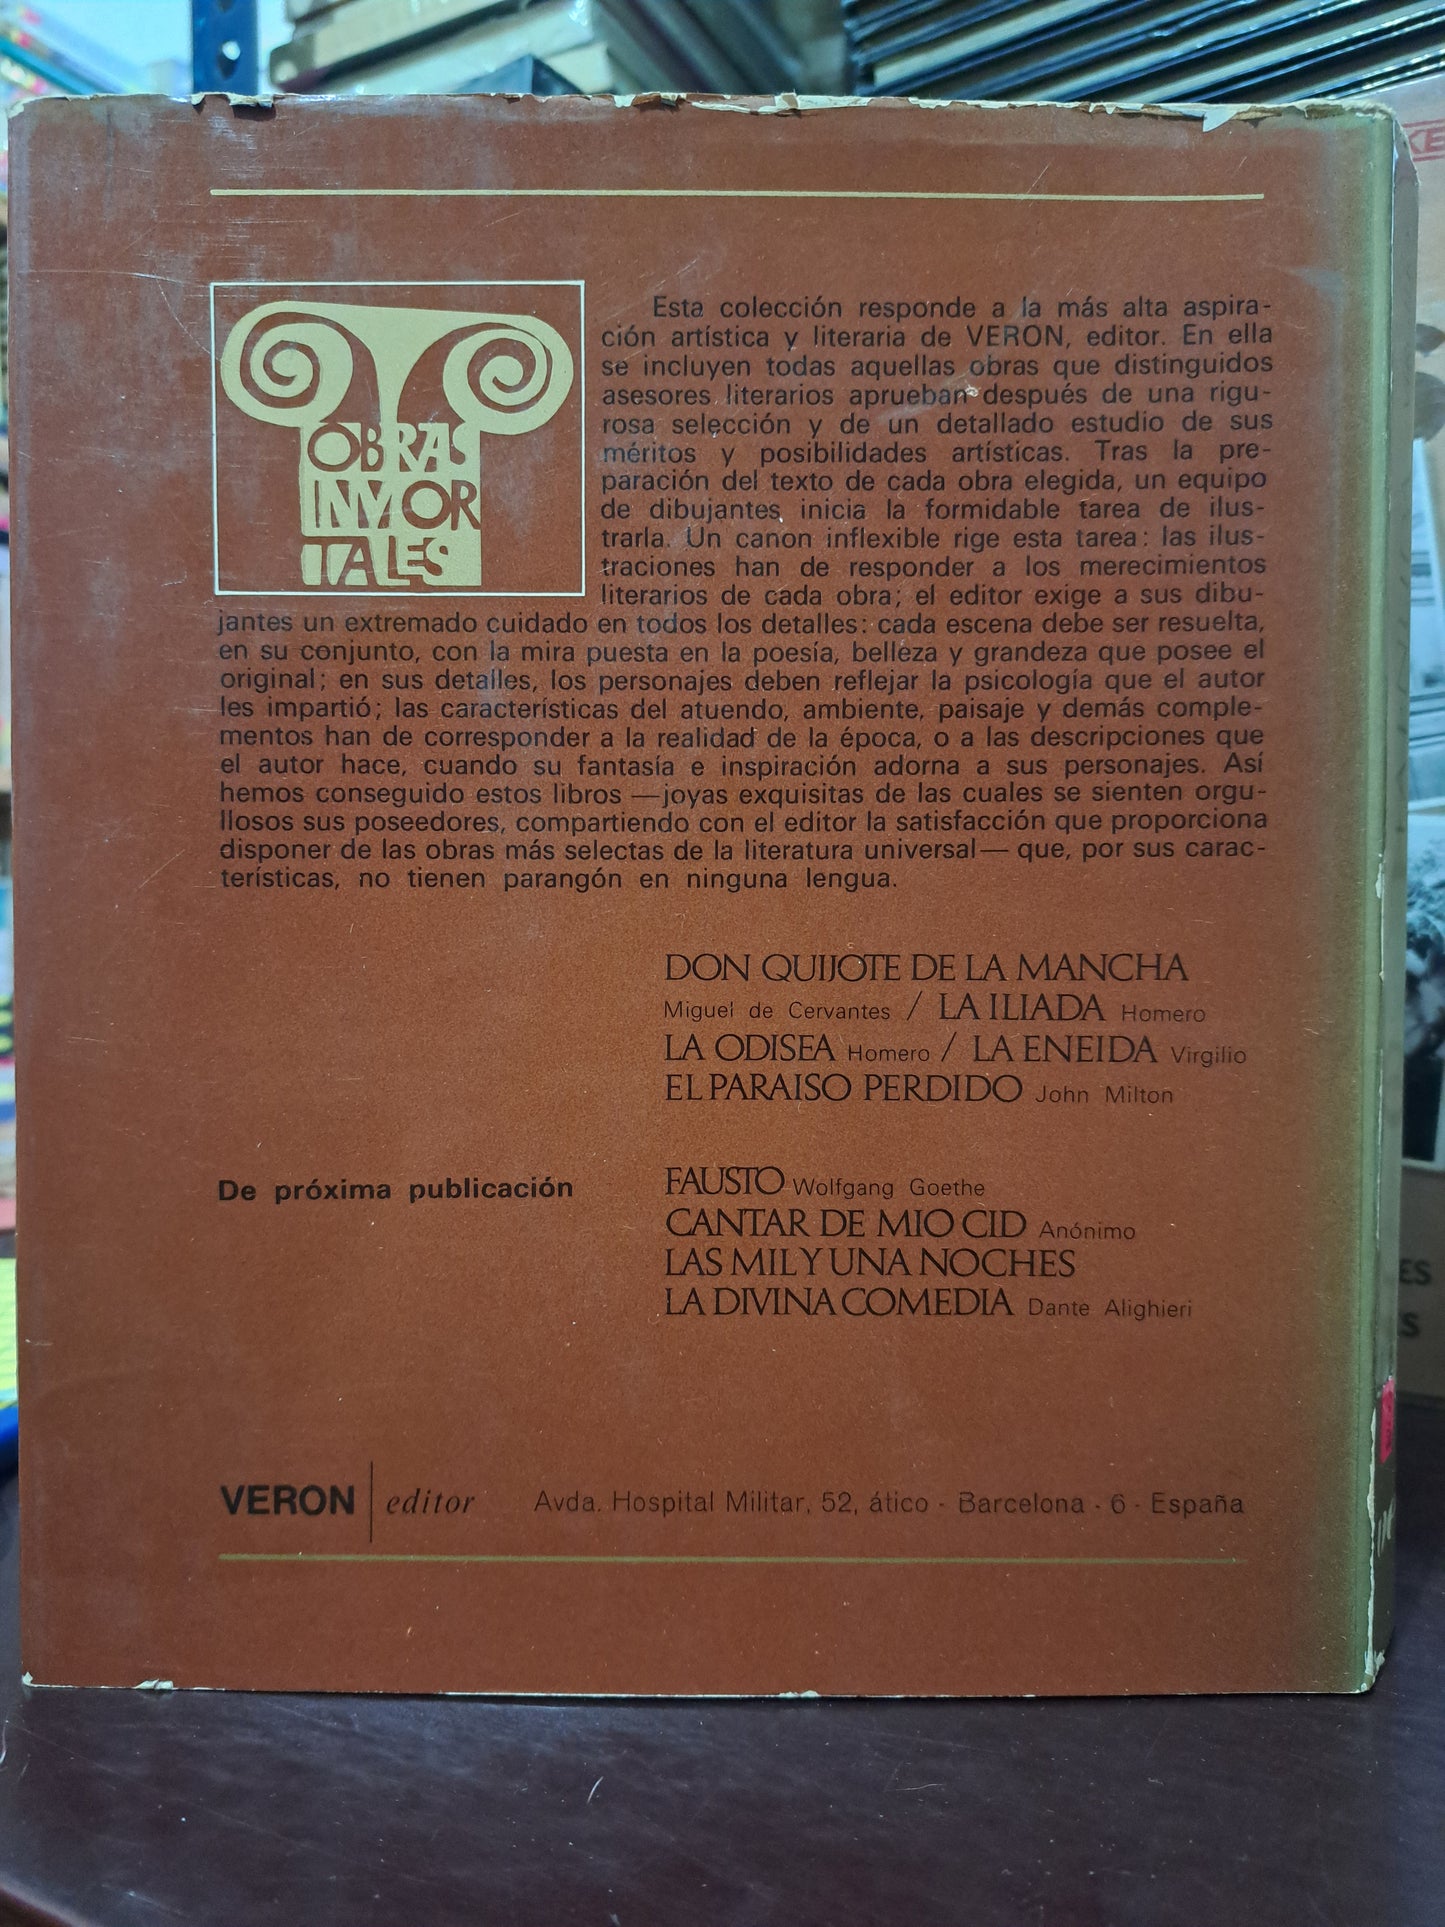 OBRAS
INMOR
TALES
Esta colección responde a la más alta aspira-
ción artística y literaria de VERON, editor. En ella
se incluyen todas aquellas obras que distinguidos
asesores literarios aprueban después de una rigu-
rosa selección y de un detallado estudio de sus
méritos y posibilidades artísticas. Tras la pre-
paración del texto de cada obra elegida, un equipo
de dibujantes inicia la formidable tarea de ilus-
trarla. Un canon inflexible rige esta tarea: las ilus-
traciones han de responder a los merecimientos
literarios de cada obra; el editor exige a sus dibu-
jantes un extremado cuidado en todos los detalles: cada escena debe ser resuelta,
en su conjunto, con la mira puesta en la poesía, belleza y grandeza que posee el
original; en sus detalles, los personajes deben reflejar la psicología que el autor
les impartió; las características del atuendo, ambiente, paisaje y demás comple-
mentos han de corresponder a la realidad de la época, o a las descripciones que
el autor hace, cuando su fantasía e inspiración adorna a sus personajes. Así
hemos conseguido estos libros —joyas exquisitas de las cuales se sienten orgu-
llosos sus poseedores, compartiendo con el editor la satisfacción que proporciona
disponer de las obras más selectas de la literatura universal— que, por sus carac-
terísticas, no tienen parangón en ninguna lengua.
DON QUIJOTE DE LA MANCHA
Miguel de Cervantes / LA ILIADA Homero
LA ODISEA Homero / LA ENEIDA Virgilio
EL PARAISO PERDIDO John Milton
De próxima publicación FAUSTO Wolfgang Goethe
CANTAR DE MIO CID Anónimo
LAS MIL Y UNA NOCHES
LA DIVINA COMEDIA Dante Alighieri
VERON editor Avda. Hospital Militar, 52, ático - Barcelona - 6 - España